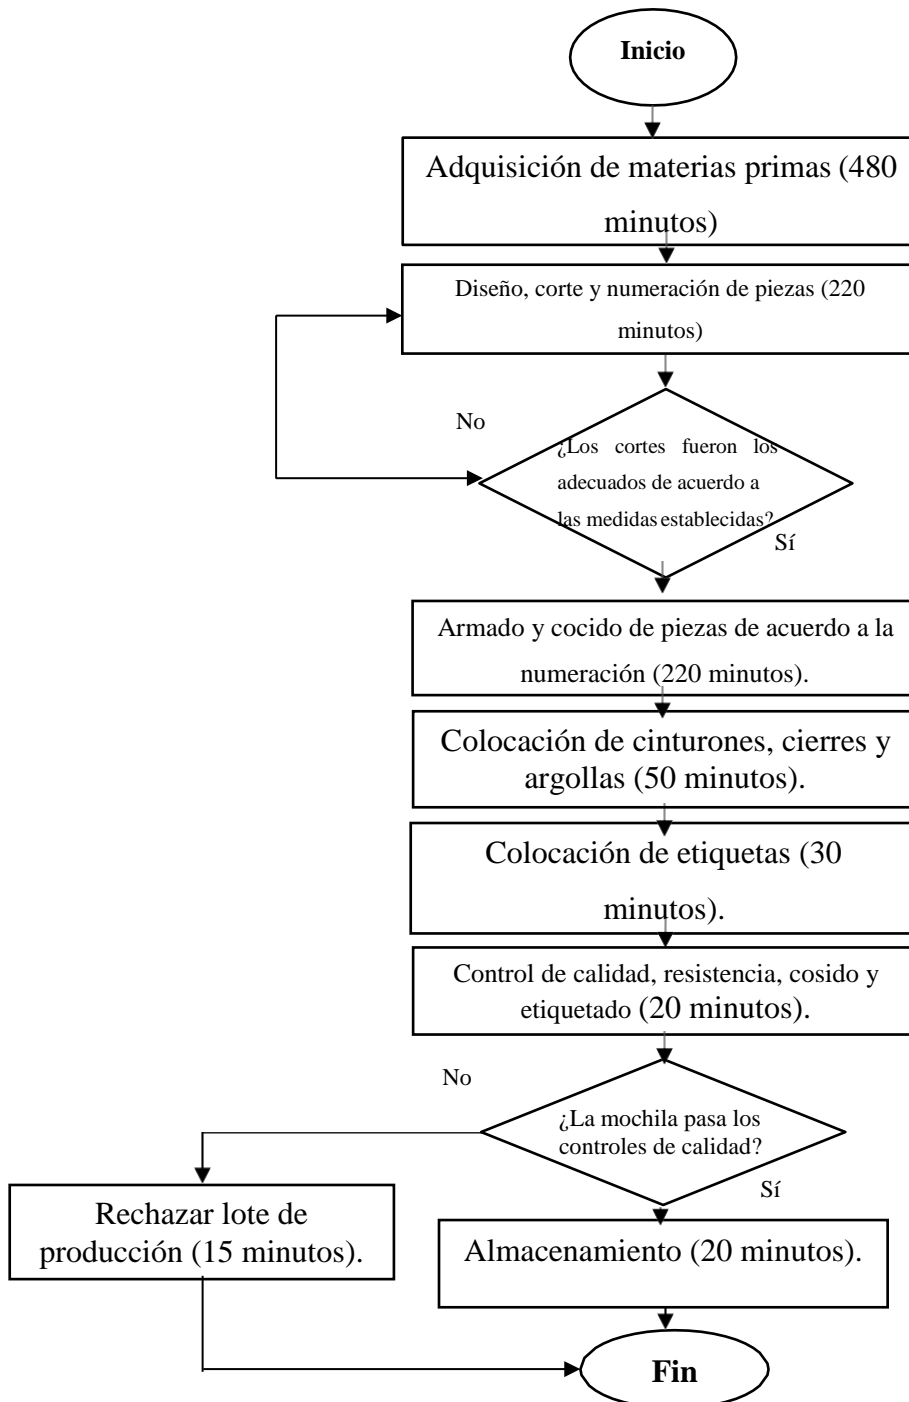 Inicio
Adquisición de materias primas (480
minutos)
Diseño, corte y numeración de piezas (220
minutos)
No
¿Los cortes fueron los
adecuados de acuerdo a
las medidas establecidas?
Sí
Armado y cocido de piezas de acuerdo a la
numeración (220 minutos).
Colocación de cinturones, cierres y
argollas (50 minutos).
Colocación de etiquetas (30
minutos).
Control de calidad, resistencia, cosido y
etiquetado (20 minutos).
No
¿La mochila pasa los
controles de calidad?
Sí
Rechazar lote de
producción (15 minutos).
Almacenamiento (20 minutos).
Fin